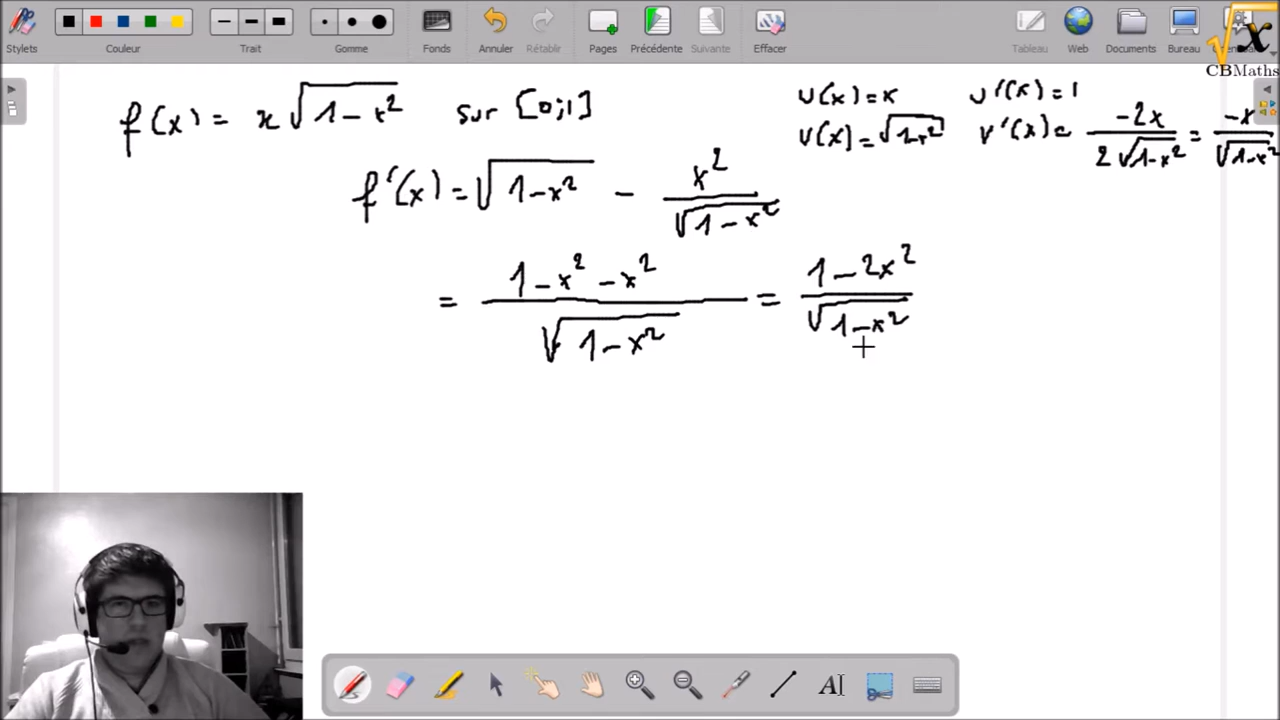 Stylets Couleur Trait Gomme Fonds Annuler Rétablir Pages Précédente Suivante Effacer Tableau Web Documents Bureau
CBMaths
f(x) = x√(1-x²) sur [0;1]
u(x) = x u'(x) = 1
v'(x) = -2x / 2√(1-x²) = -x / √(1-x²)
f'(x) = √(1-x²) - x² / √(1-x²)
= (1-x²-x²) / √(1-x²) = (1-2x²) / √(1-x²)
AI